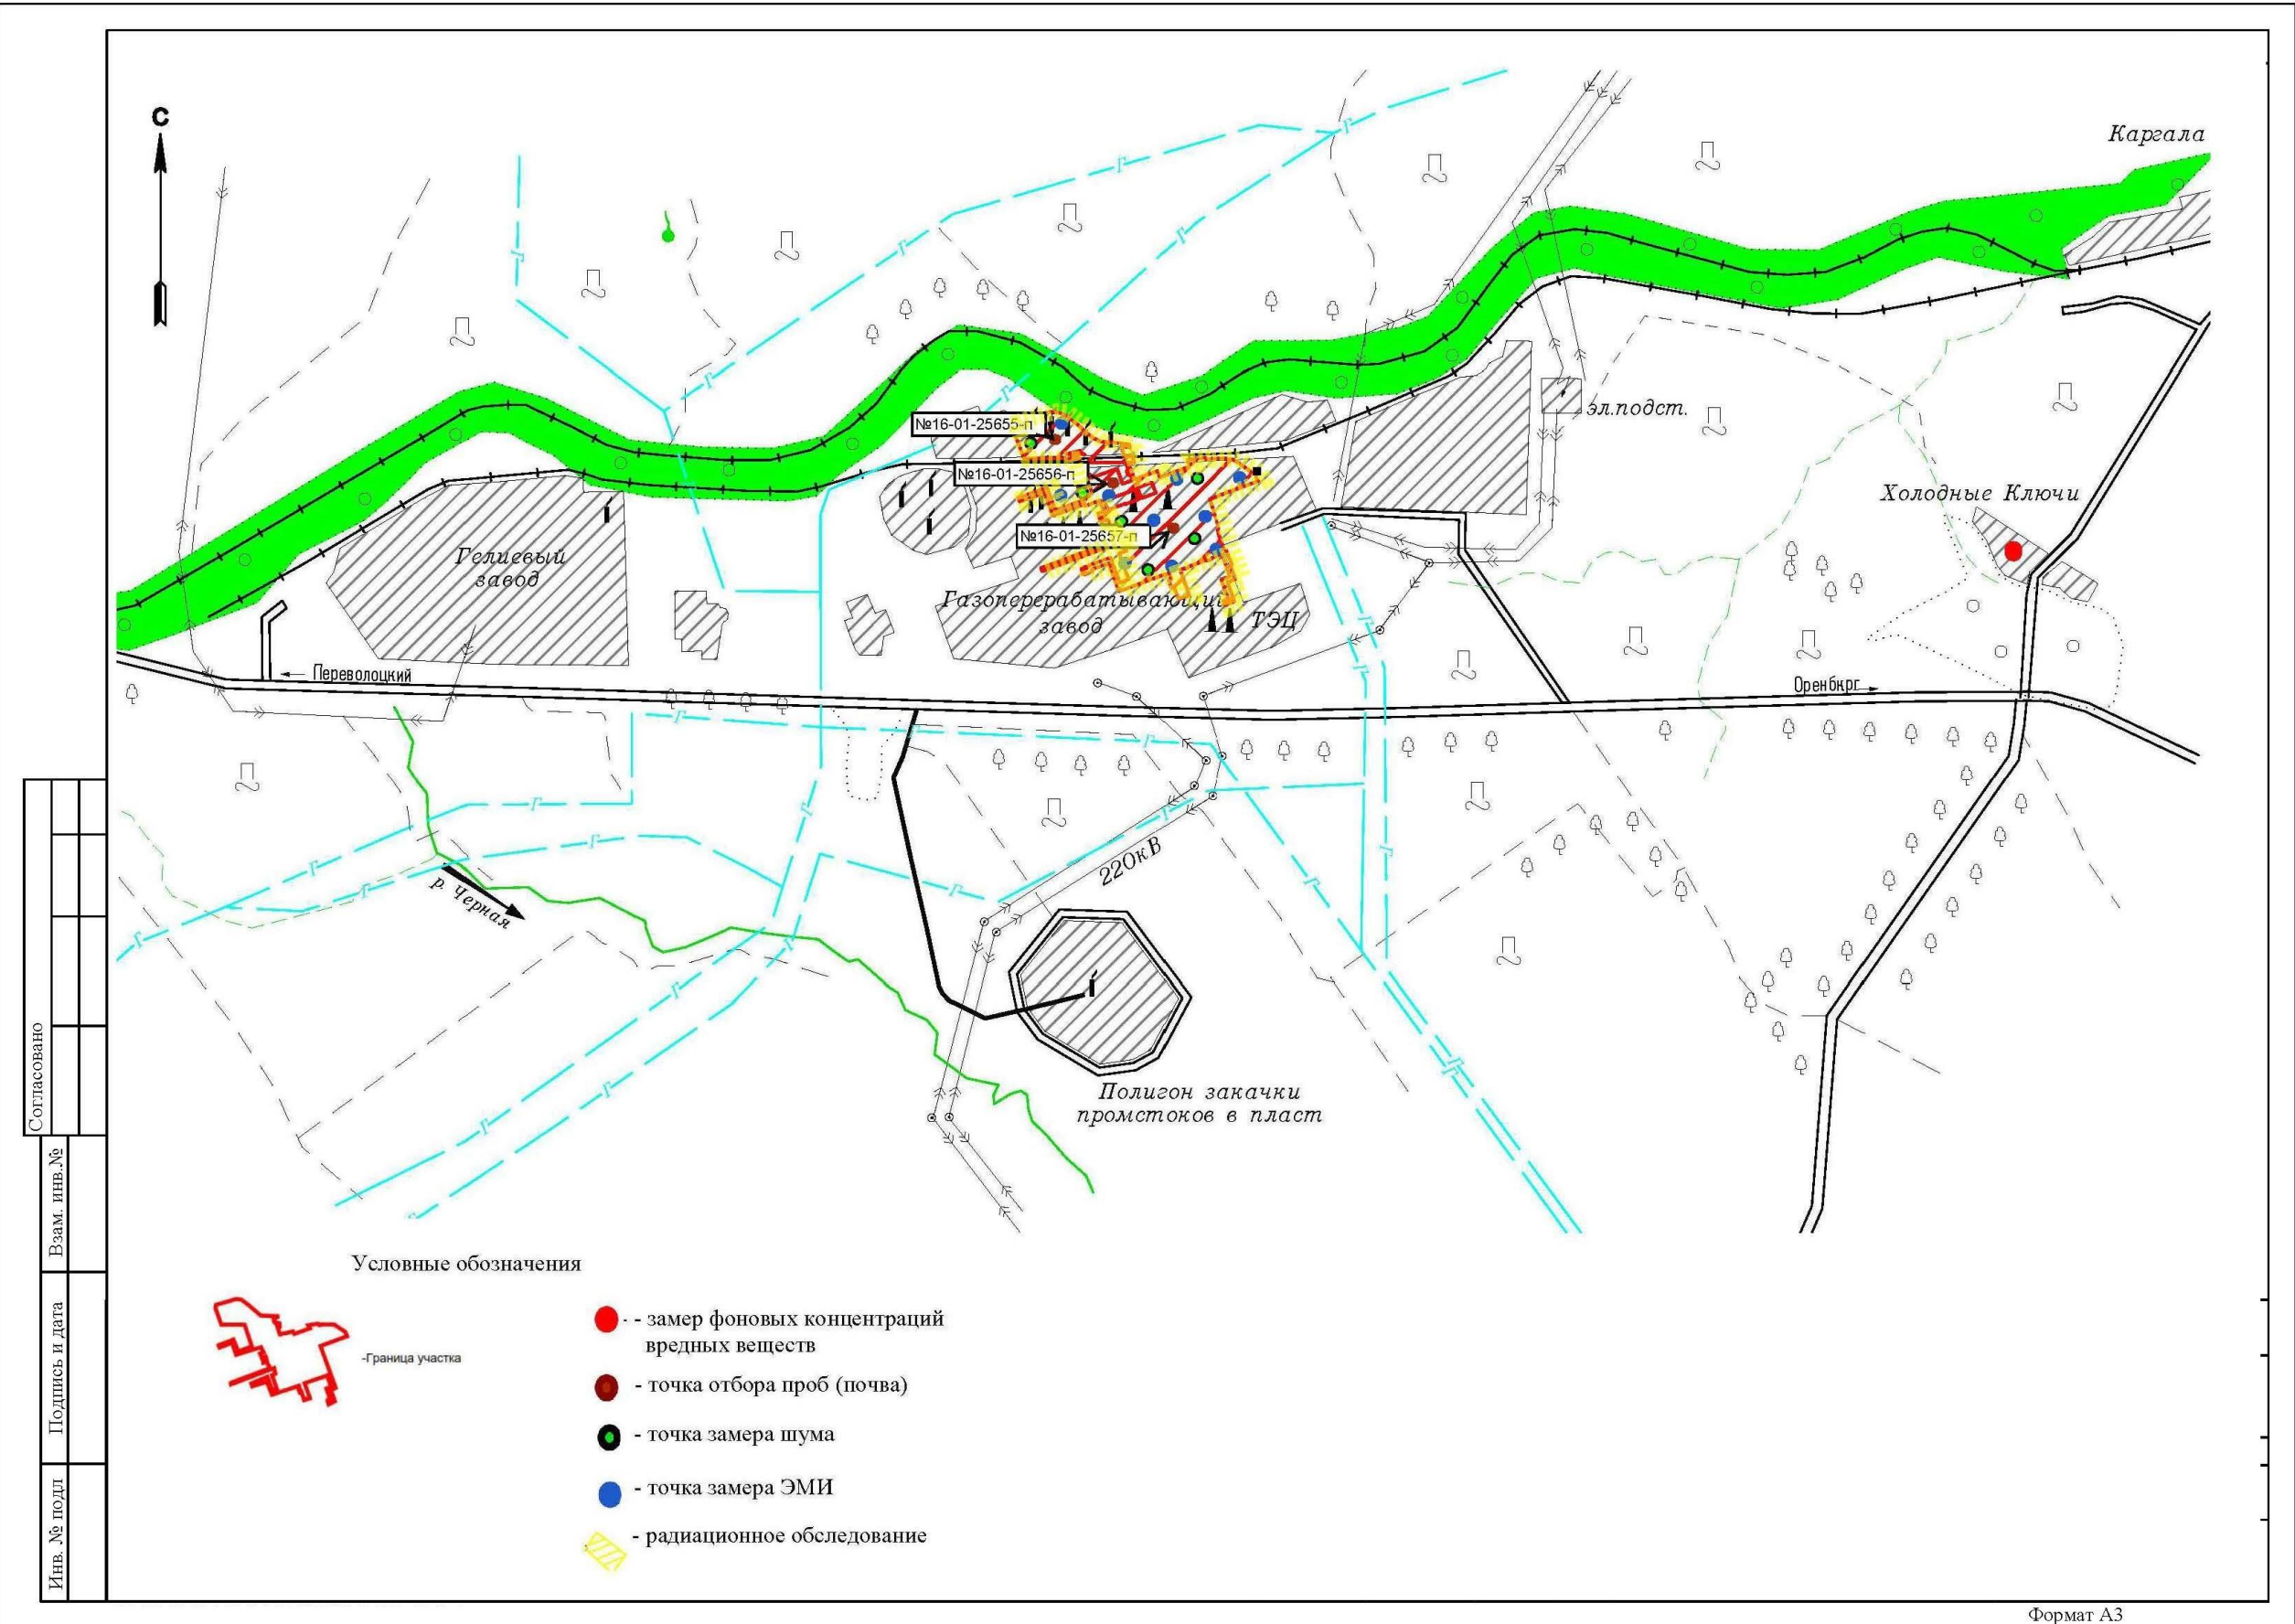 С
Каргала
№16-01-25655-п
эл.подст.
№16-01-25656-п
Холодные Ключи
№16-01-25657-п
Гелиевый
завод
Газоперерабатывающий
завод
ТЭЦ
Переволоцкий
Оренбкрг
220кВ
р. Черная
Полигон закачки
промстоков в пласт
Условные обозначения
-Граница участка
- - замер фоновых концентраций
вредных веществ
- точка отбора проб (почва)
- точка замера шума
- точка замера ЭМИ
- радиационное обследование
Согласовано
Взам. инв.№
Подпись и дата
Инв. № подл
Формат А3